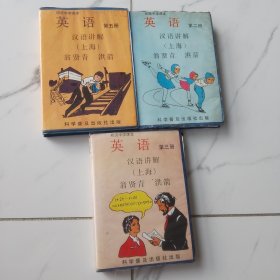 英语 第五册
汉语讲解
（上海）
翁贤青 洪箭
科学普及出版社出版
英语 第二册
汉语讲解
（上海）
翁贤青 洪箭
科学普及出版社出版
英语 第三册
汉语讲解
（上海）
翁贤青 洪箭
科学普及出版社出版